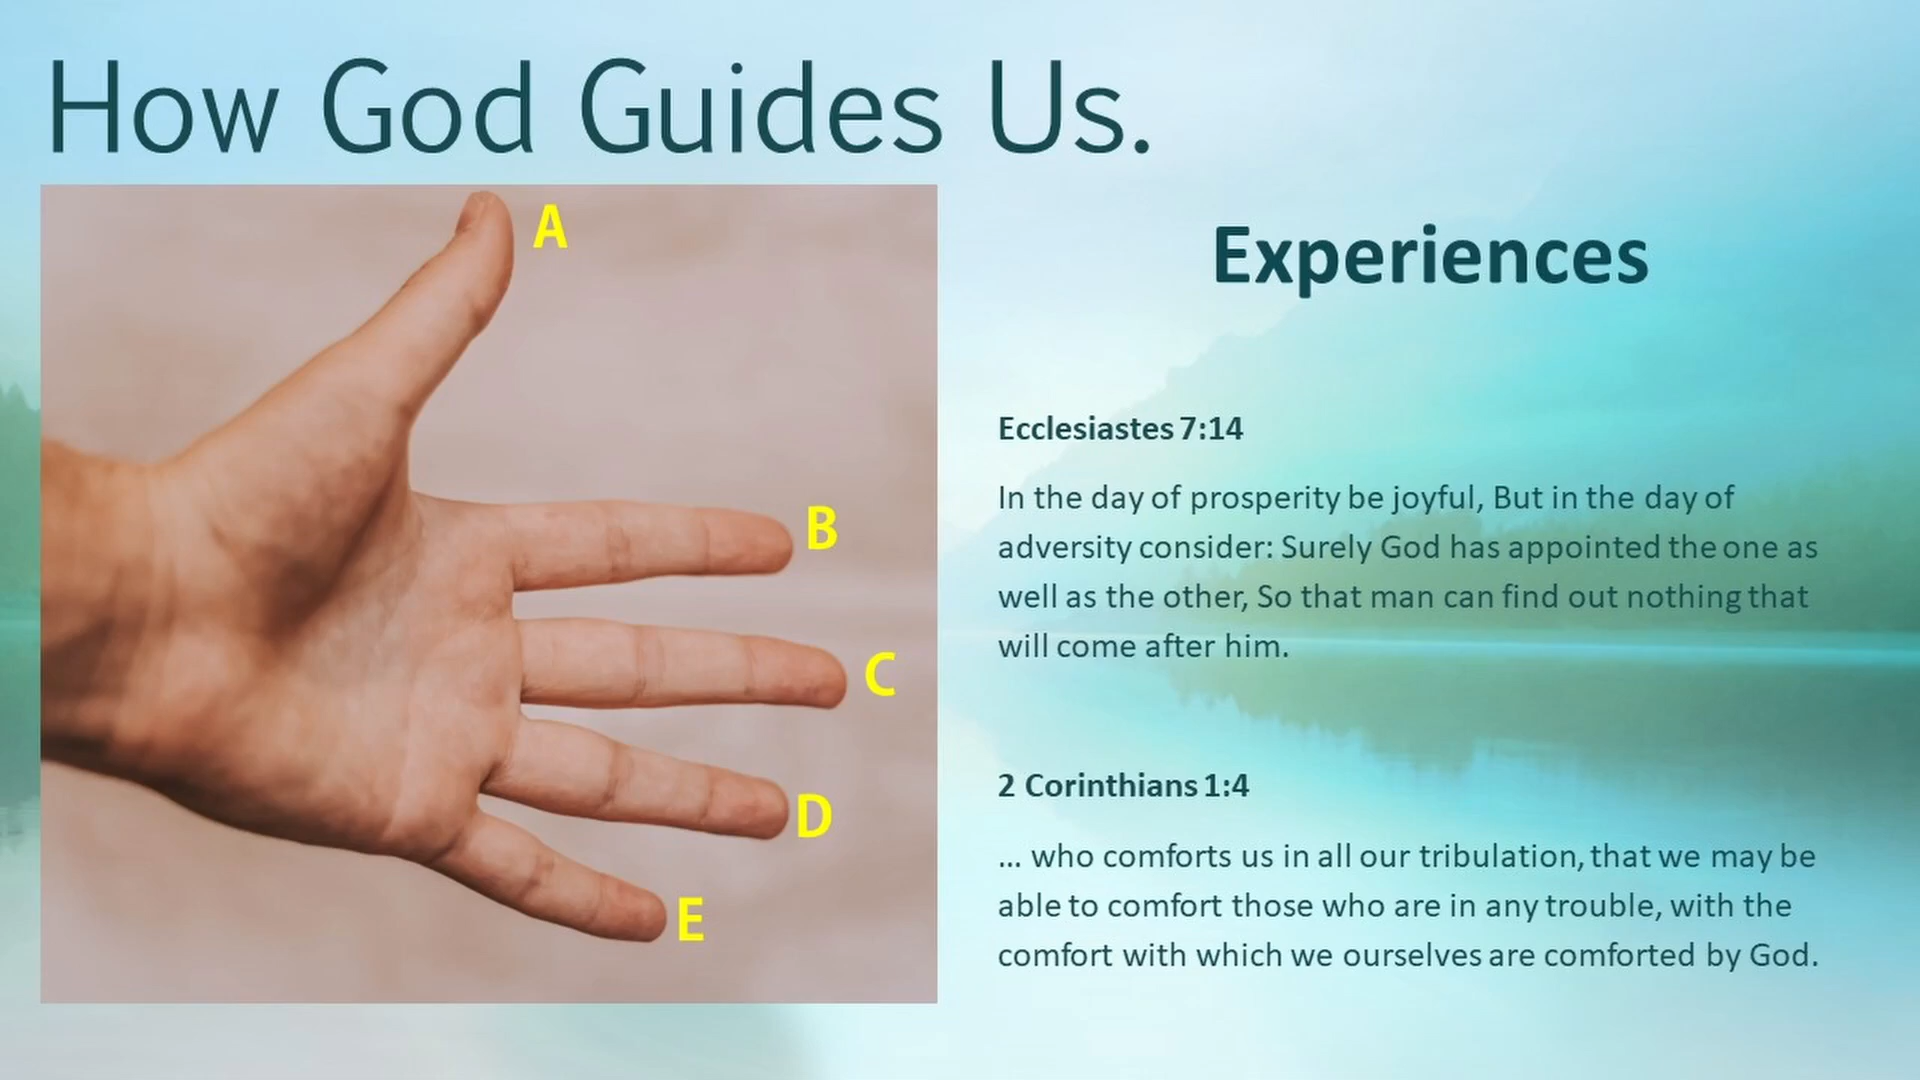 How God Guides Us.
A
B
C
D
E
Experiences
Ecclesiastes 7:14
In the day of prosperity be joyful, But in the day of
adversity consider: Surely God has appointed the one as
well as the other, So that man can find out nothing that
will come after him.
2 Corinthians 1:4
... who comforts us in all our tribulation, that we may be
able to comfort those who are in any trouble, with the
comfort with which we ourselves are comforted by God.